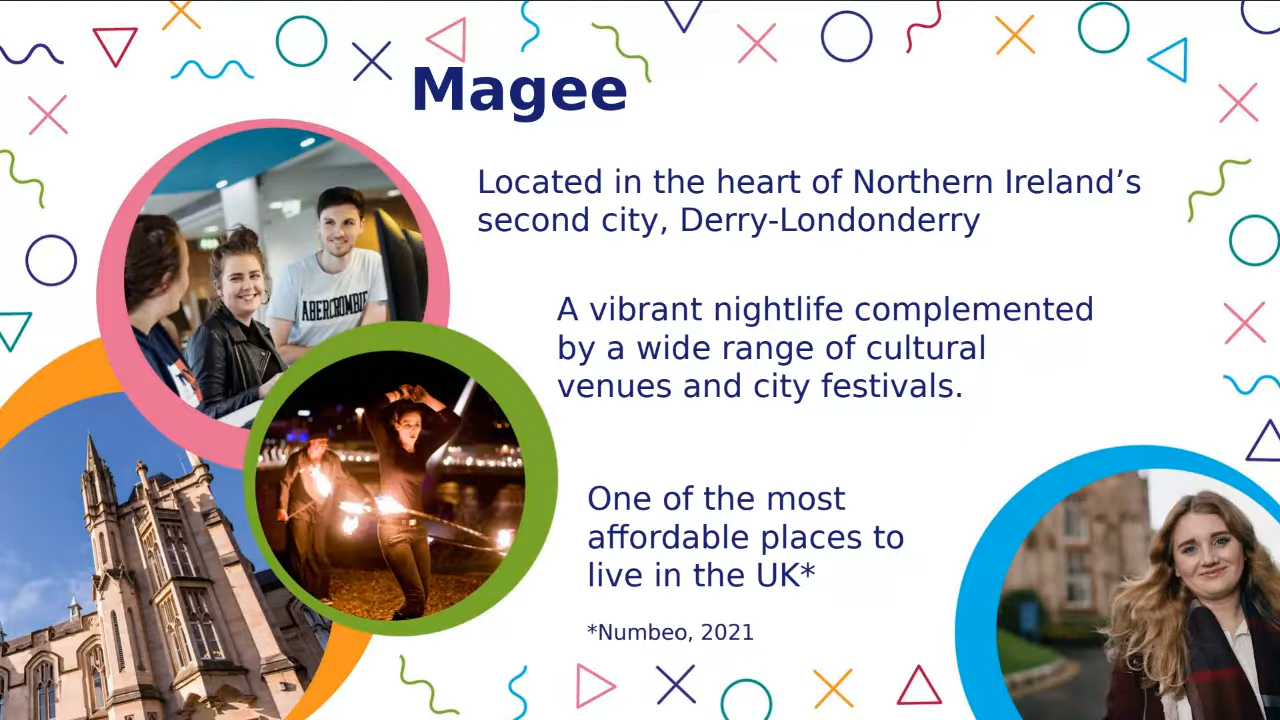 Magee
Located in the heart of Northern Ireland’s
second city, Derry-Londonderry
ABERCROMBIE
A vibrant nightlife complemented
by a wide range of cultural
venues and city festivals.
One of the most
affordable places to
live in the UK*
*Numbeo, 2021